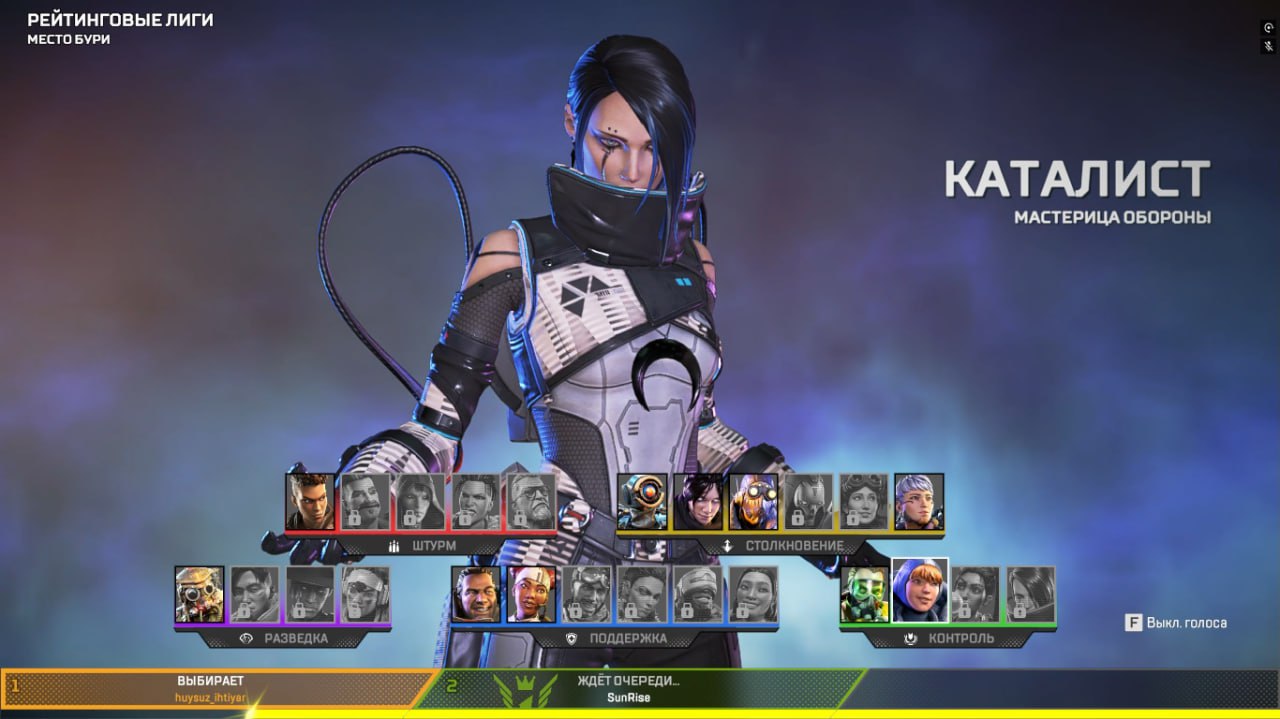 РЕЙТИНГОВЫЕ ЛИГИ
МЕСТО БУРИ
КАТАЛИСТ
МАСТЕРИЦА ОБОРОНЫ
ШТУРМ
СТОЛКНОВЕНИЕ
РАЗВЕДКА
ПОДДЕРЖКА
КОНТРОЛЬ
F Выкл. голоса
1
ВЫБИРАЕТ
huysuz_ihtiyar
2
ЖДЁТ ОЧЕРЕДИ...
SunRise